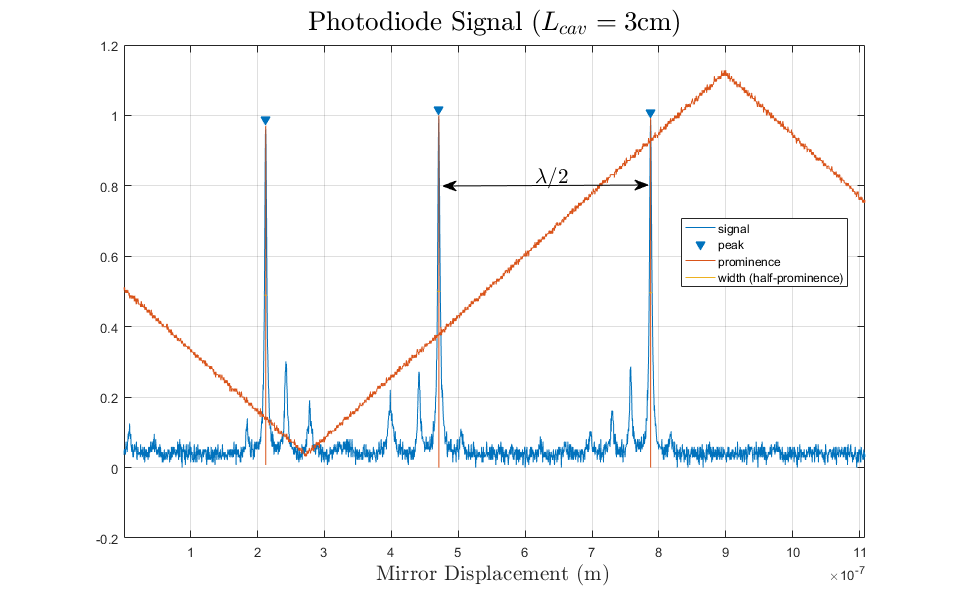 Photodiode Signal (L_cav = 3cm)
1.2
1
0.8
0.6
0.4
0.2
0
-0.2
λ/2
signal
peak
prominence
width (half-prominence)
1 2 3 4 5 6 7 8 9 10 11
Mirror Displacement (m)
×10-7